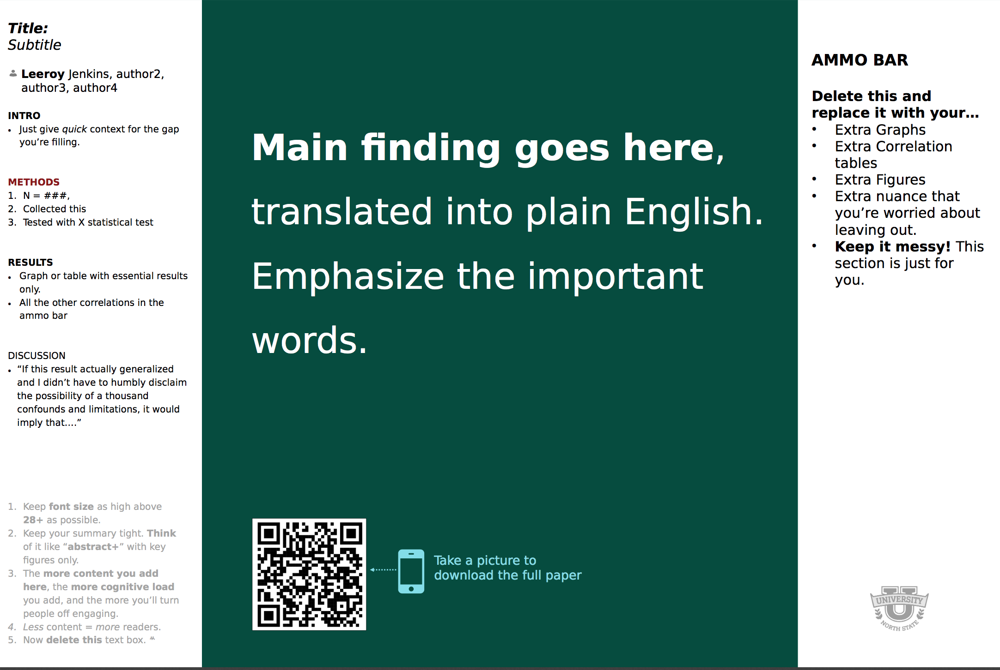 Title:
Subtitle
Leeroy Jenkins, author2,
author3, author4
INTRO
• Just give quick context for the gap
you’re filling.
METHODS
1. N = ###,
2. Collected this
3. Tested with X statistical test
RESULTS
• Graph or table with essential results
only.
• All the other correlations in the
ammo bar
DISCUSSION
• “If this result actually generalized
and I didn’t have to humbly disclaim
the possibility of a thousand
confounds and limitations, it would
imply that….”
1. Keep font size as high above
28+ as possible.
2. Keep your summary tight. Think
of it like “abstract+” with key
figures only.
3. The more content you add
here, the more cognitive load
you add, and the more you’ll turn
people off engaging.
4. Less content = more readers.
5. Now delete this text box. ^^
Main finding goes here,
translated into plain English.
Emphasize the important
words.
Take a picture to
download the full paper
AMMO BAR
Delete this and
replace it with your…
• Extra Graphs
• Extra Correlation
tables
• Extra Figures
• Extra nuance that
you’re worried about
leaving out.
• Keep it messy! This
section is just for
you.
U
UNIVERSITY
NORTH STATE